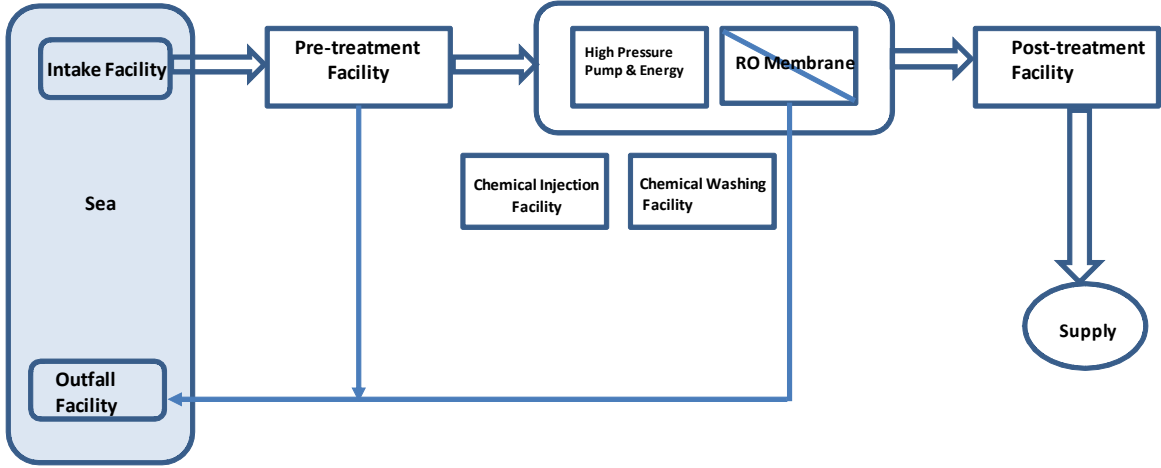 Intake Facility
Pre-treatment
Facility
High Pressure
Pump & Energy
RO Membrane
Post-treatment
Facility
Chemical Injection
Facility
Chemical Washing
Facility
Sea
Supply
Outfall
Facility